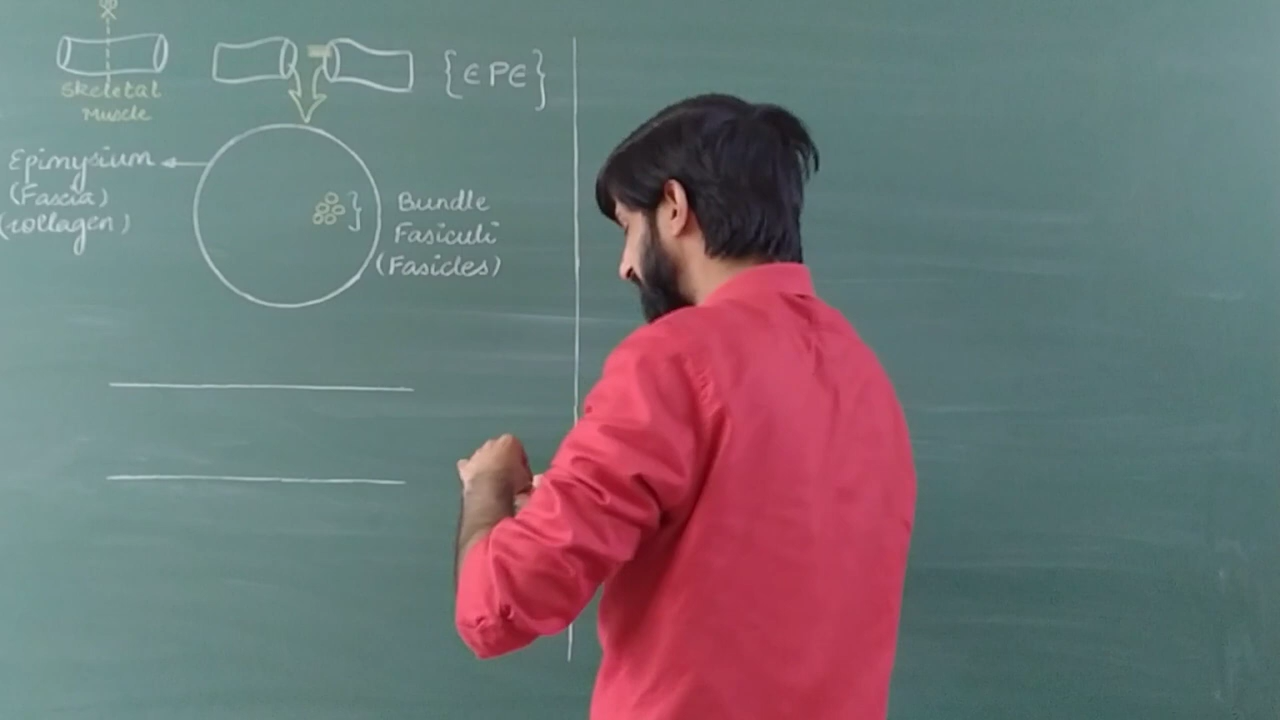 Skeletal
Muscle
{EPE}
Epimysium
(Fascia)
(collagen)
Bundle
Fasiculi
(Fasicles)